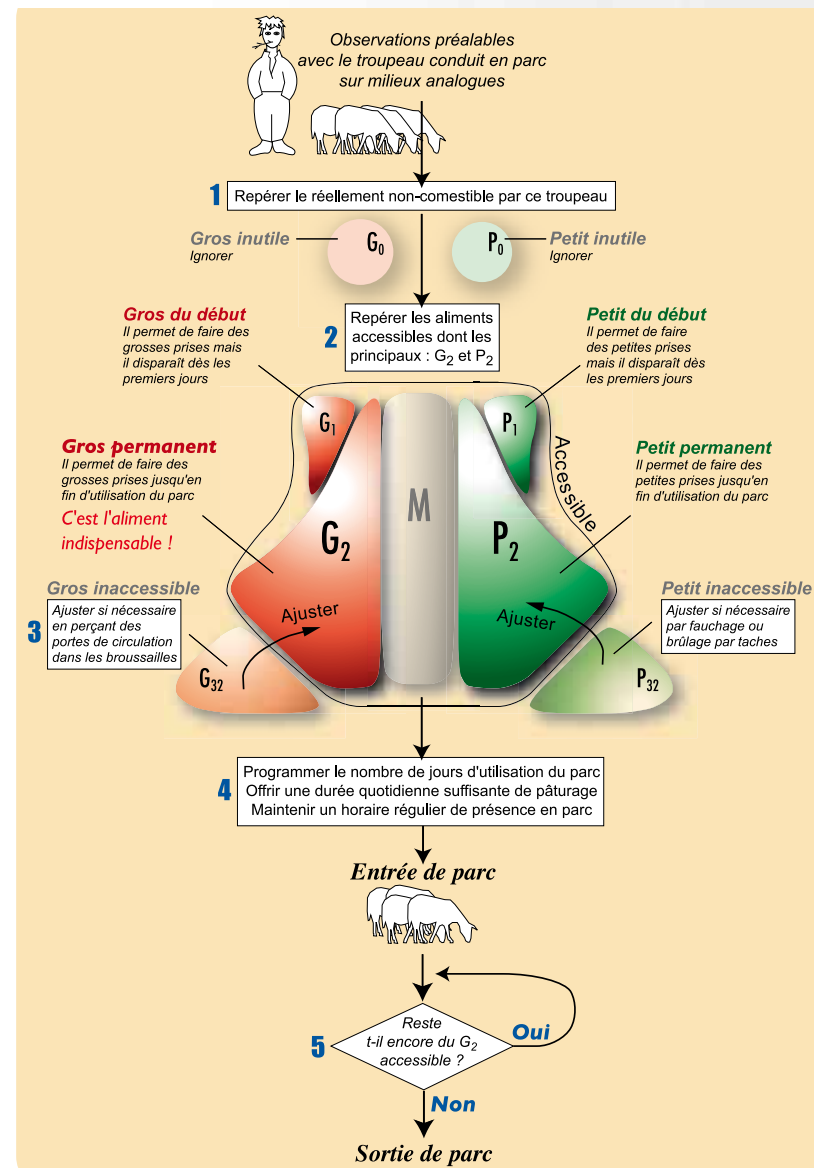 Observations préalables
avec le troupeau conduit en parc
sur milieux analogues
1 Repérer le réellement non-comestible par ce troupeau
Gros inutile
Ignorer
G0
P0
Petit inutile
Ignorer
Gros du début
Il permet de faire des
grosses prises mais
il disparaît dès les
premiers jours
2 Repérer les aliments
accessibles dont les
principaux : G2 et P2
Petit du début
Il permet de faire
des petites prises
mais il disparaît dès
les premiers jours
G1
P1
Accessible
Gros permanent
Il permet de faire des
grosses prises jusqu'en
fin d'utilisation du parc
C'est l'aliment
indispensable !
G2
M
P2
Petit permanent
Il permet de faire des
petites prises jusqu'en
fin d'utilisation du parc
Gros inaccessible
3 Ajuster si nécessaire
en perçant des
portes de circulation
dans les broussailles
Ajuster
G32
Ajuster
P32
Petit inaccessible
Ajuster si nécessaire
par fauchage ou
brûlage par taches
4 Programmer le nombre de jours d'utilisation du parc
Offrir une durée quotidienne suffisante de pâturage
Maintenir un horaire régulier de présence en parc
Entrée de parc
5 Reste
t-il encore du G2
accessible ?
Oui
Non
Sortie de parc